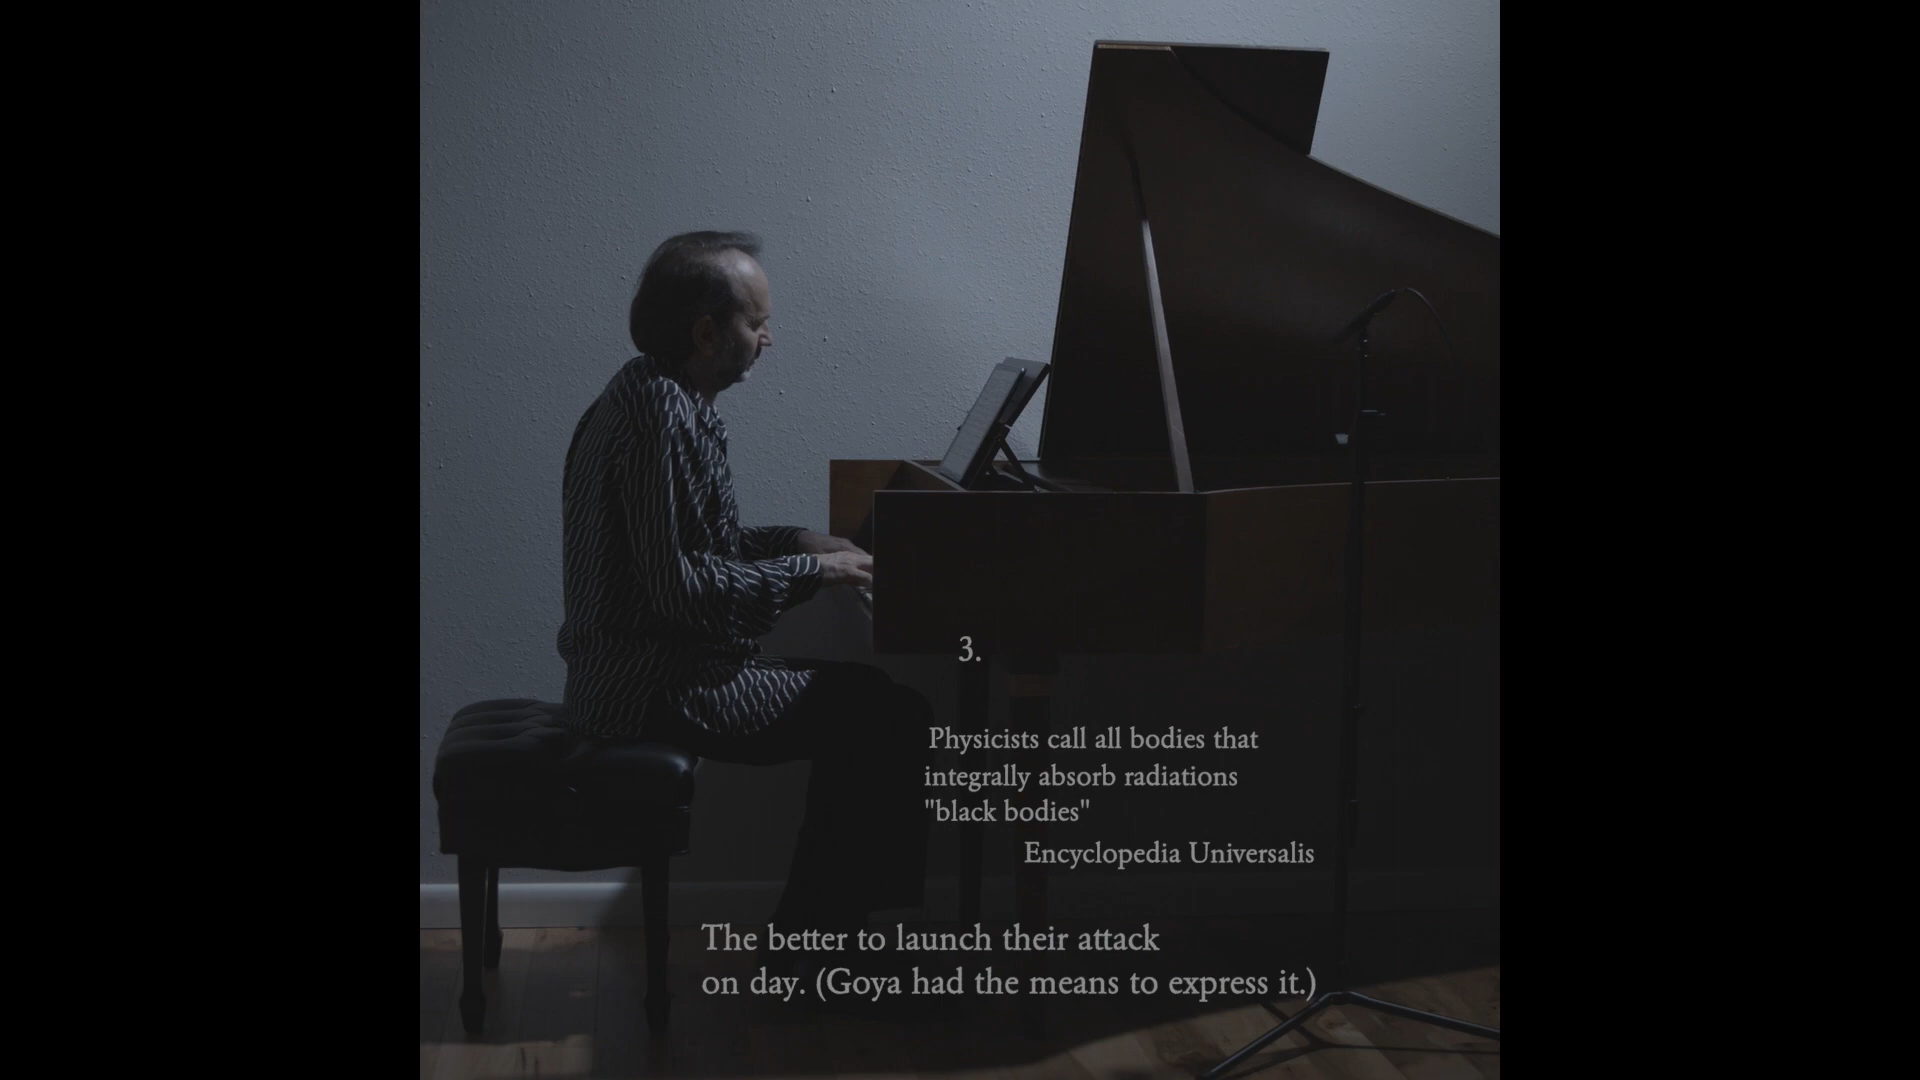 3.
Physicists call all bodies that
integrally absorb radiations
"black bodies"
Encyclopedia Universalis
The better to launch their attack
on day. (Goya had the means to express it.)